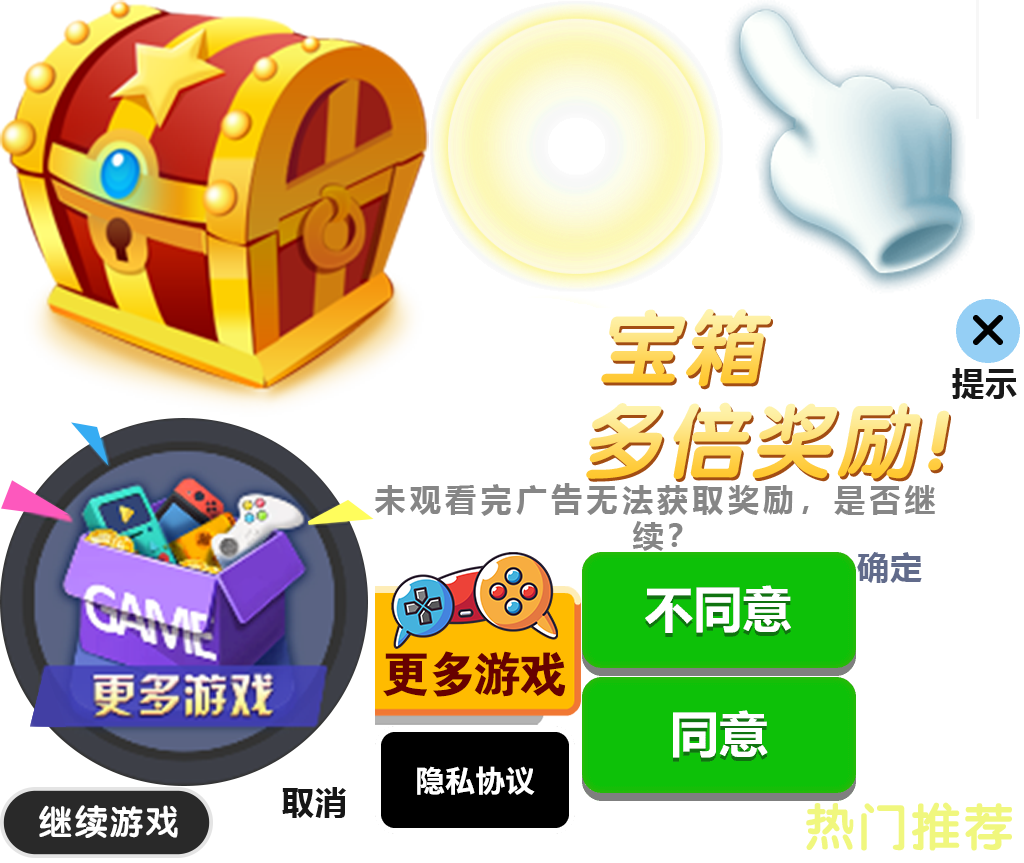 宝箱
提示
多倍奖励!
未观看完广告无法获取奖励，是否继
续？
确定
不同意
GAME
更多游戏
更多游戏
同意
隐私协议
取消
继续游戏
热门推荐